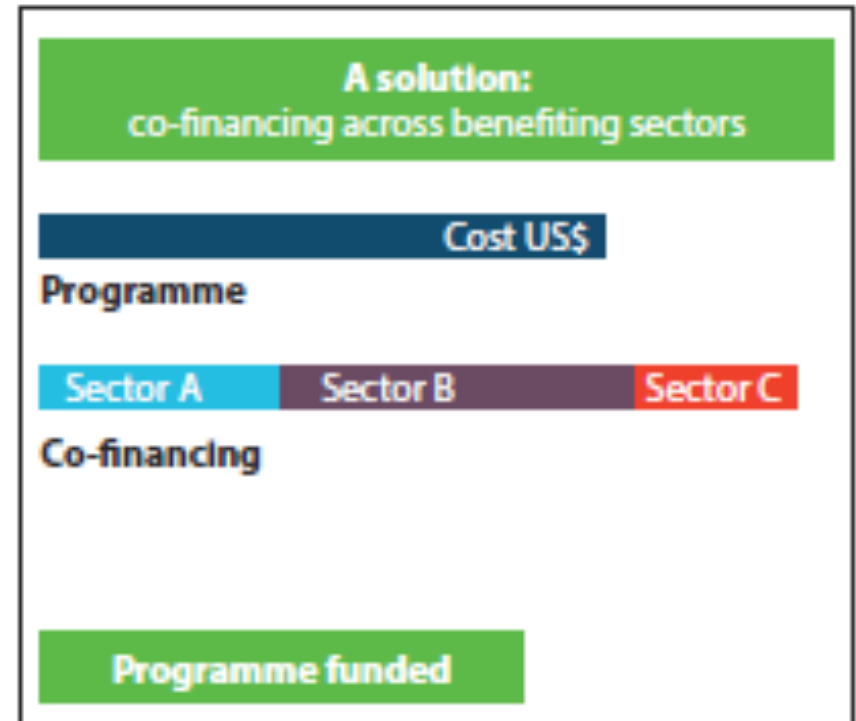 A solution:
co-financing across benefiting sectors
Cost US$
Programme
Sector A Sector B Sector C
Co-financing
Programme funded